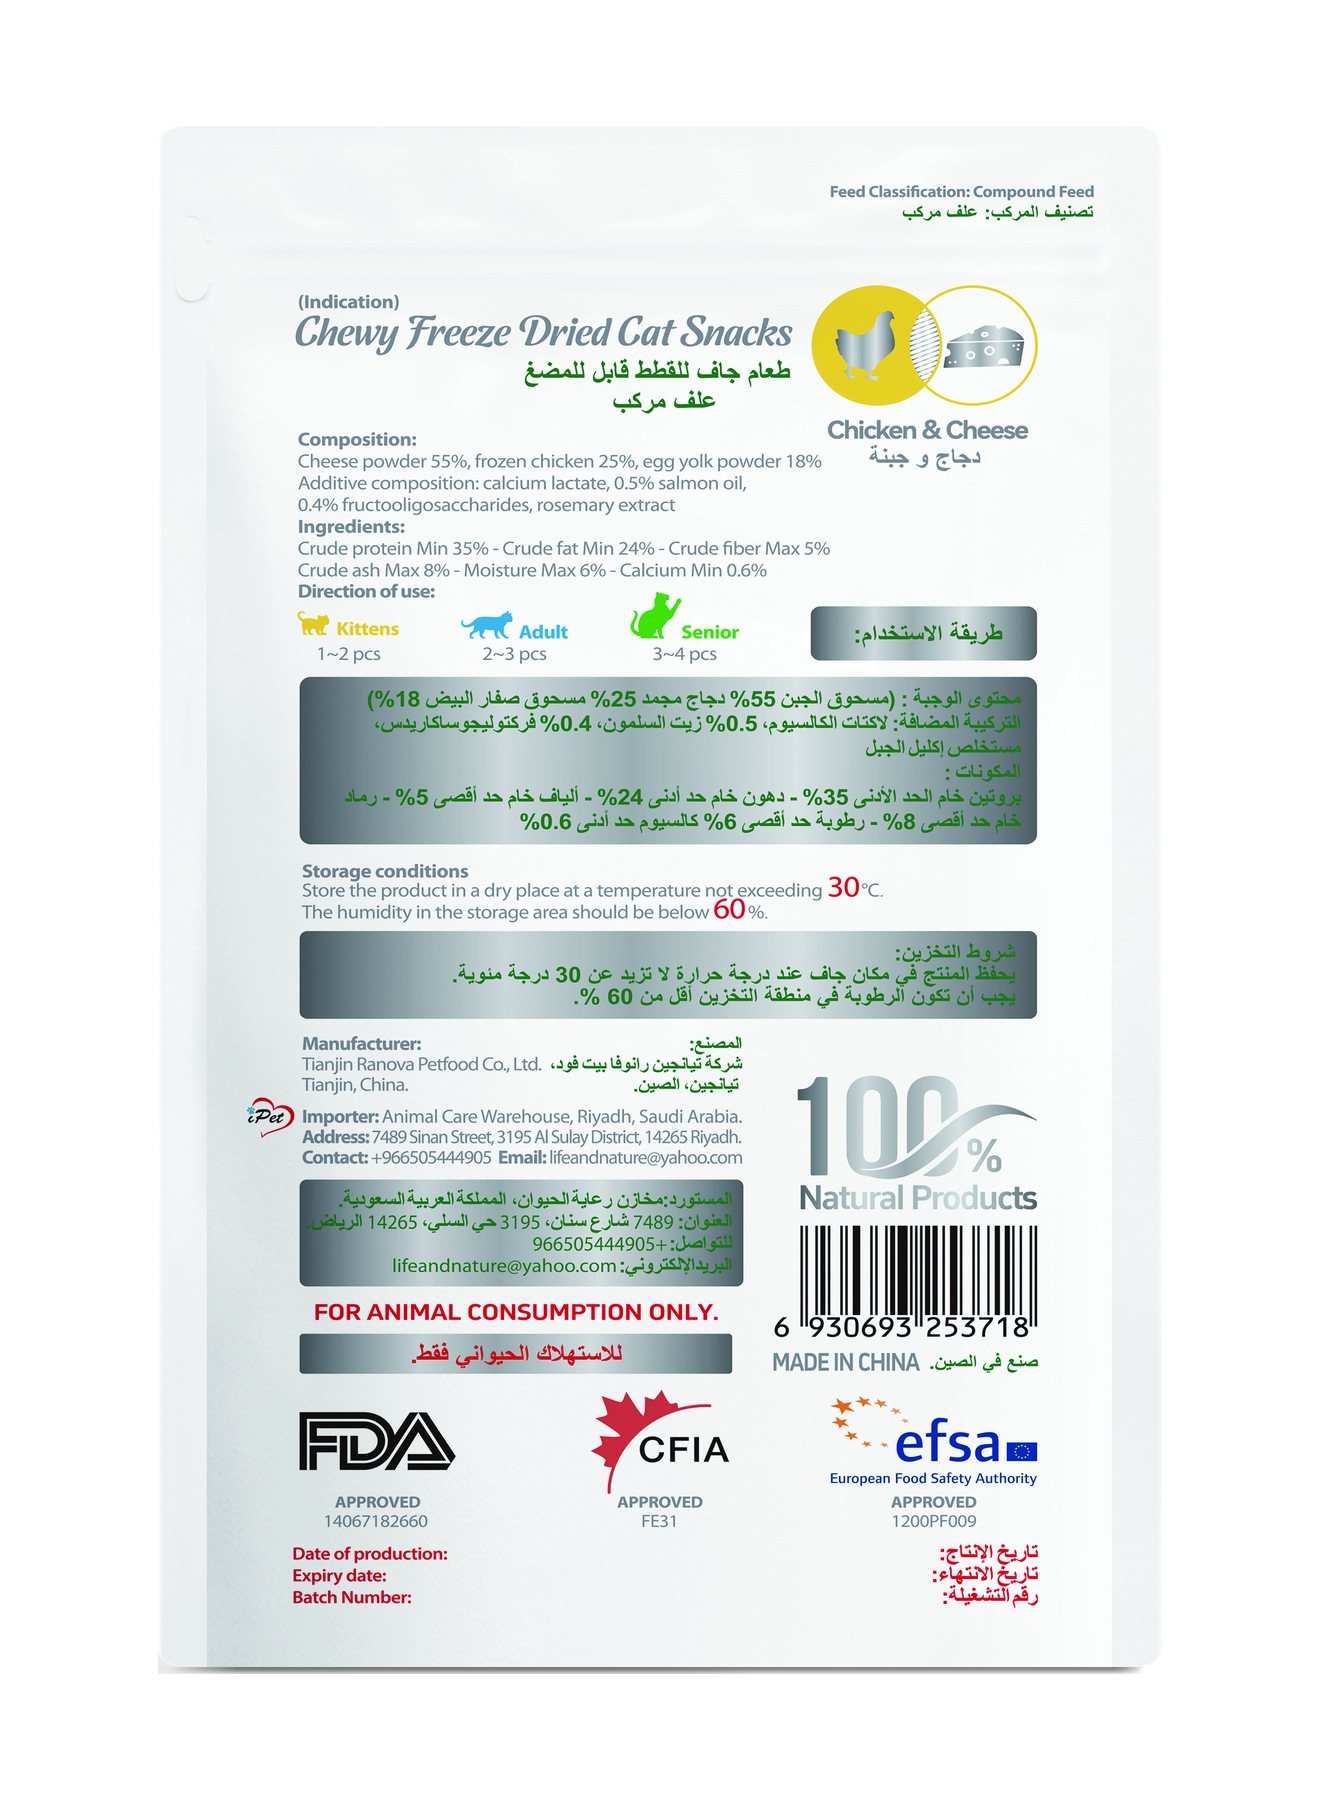 Feed Classification: Compound Feed
تصنيف المركب: علف مركب
(Indication)
Chewy Freeze Dried Cat Snacks
طعام جاف للقطط قابل للمضغ
علف مركب
Chicken & Cheese
دجاج و جبنة
Composition:
Cheese powder 55%, frozen chicken 25%, egg yolk powder 18%
Additive composition: calcium lactate, 0.5% salmon oil,
0.4% fructooligosaccharides, rosemary extract
Ingredients:
Crude protein Min 35% - Crude fat Min 24% - Crude fiber Max 5%
Crude ash Max 8% - Moisture Max 6% - Calcium Min 0.6%
Direction of use:
Kittens Adult Senior
1~2 pcs 2~3 pcs 3~4 pcs
طريقة الاستخدام:
محتوى الوجبة : (مسحوق الجبن 55% دجاج مجمد 25% مسحوق صفار البيض 18%)
التركيبة المضافة: لاكتات الكالسيوم، 0.5% زيت السلمون، 0.4% فركتوليجوساكاريدس،
مستخلص إكليل الجبل
المكونات :
بروتين خام الحد الأدنى 35% - دهون خام حد أدنى 24% - ألياف خام حد أقصى 5% - رماد
خام حد أقصى 8% - رطوبة حد أقصى 6% كالسيوم حد أدنى 0.6%
Storage conditions
Store the product in a dry place at a temperature not exceeding 30°C.
The humidity in the storage area should be below 60%.
شروط التخزين:
يحفظ المنتج في مكان جاف عند درجة حرارة لا تزيد عن 30 درجة مئوية.
يجب أن تكون الرطوبة في منطقة التخزين أقل من 60 %.
Manufacturer:
Tianjin Ranova Petfood Co., Ltd.
Tianjin, China.
المصنع:
شركة تيانجين رانوفا بيت فود،
تيانجين، الصين.
iPet
Importer: Animal Care Warehouse, Riyadh, Saudi Arabia.
Address: 7489 Sinan Street, 3195 Al Sulay District, 14265 Riyadh.
Contact: +966505444905 Email: lifeandnature@yahoo.com
المستورد:مخازن رعاية الحيوان، المملكة العربية السعودية.
العنوان: 7489 شارع سنان، 3195 حي السلي، 14265 الرياض.
للتواصل: +966505444905
البريدالإلكتروني: lifeandnature@yahoo.com
FOR ANIMAL CONSUMPTION ONLY.
للاستهلاك الحيواني فقط.
100%
Natural Products
6 930693 253718
MADE IN CHINA صنع في الصين.
FDA
APPROVED
14067182660
CFIA
APPROVED
FE31
efsa
European Food Safety Authority
APPROVED
1200PF009
Date of production:
Expiry date:
Batch Number:
تاريخ الإنتاج:
تاريخ الانتهاء:
رقم التشغيلة: